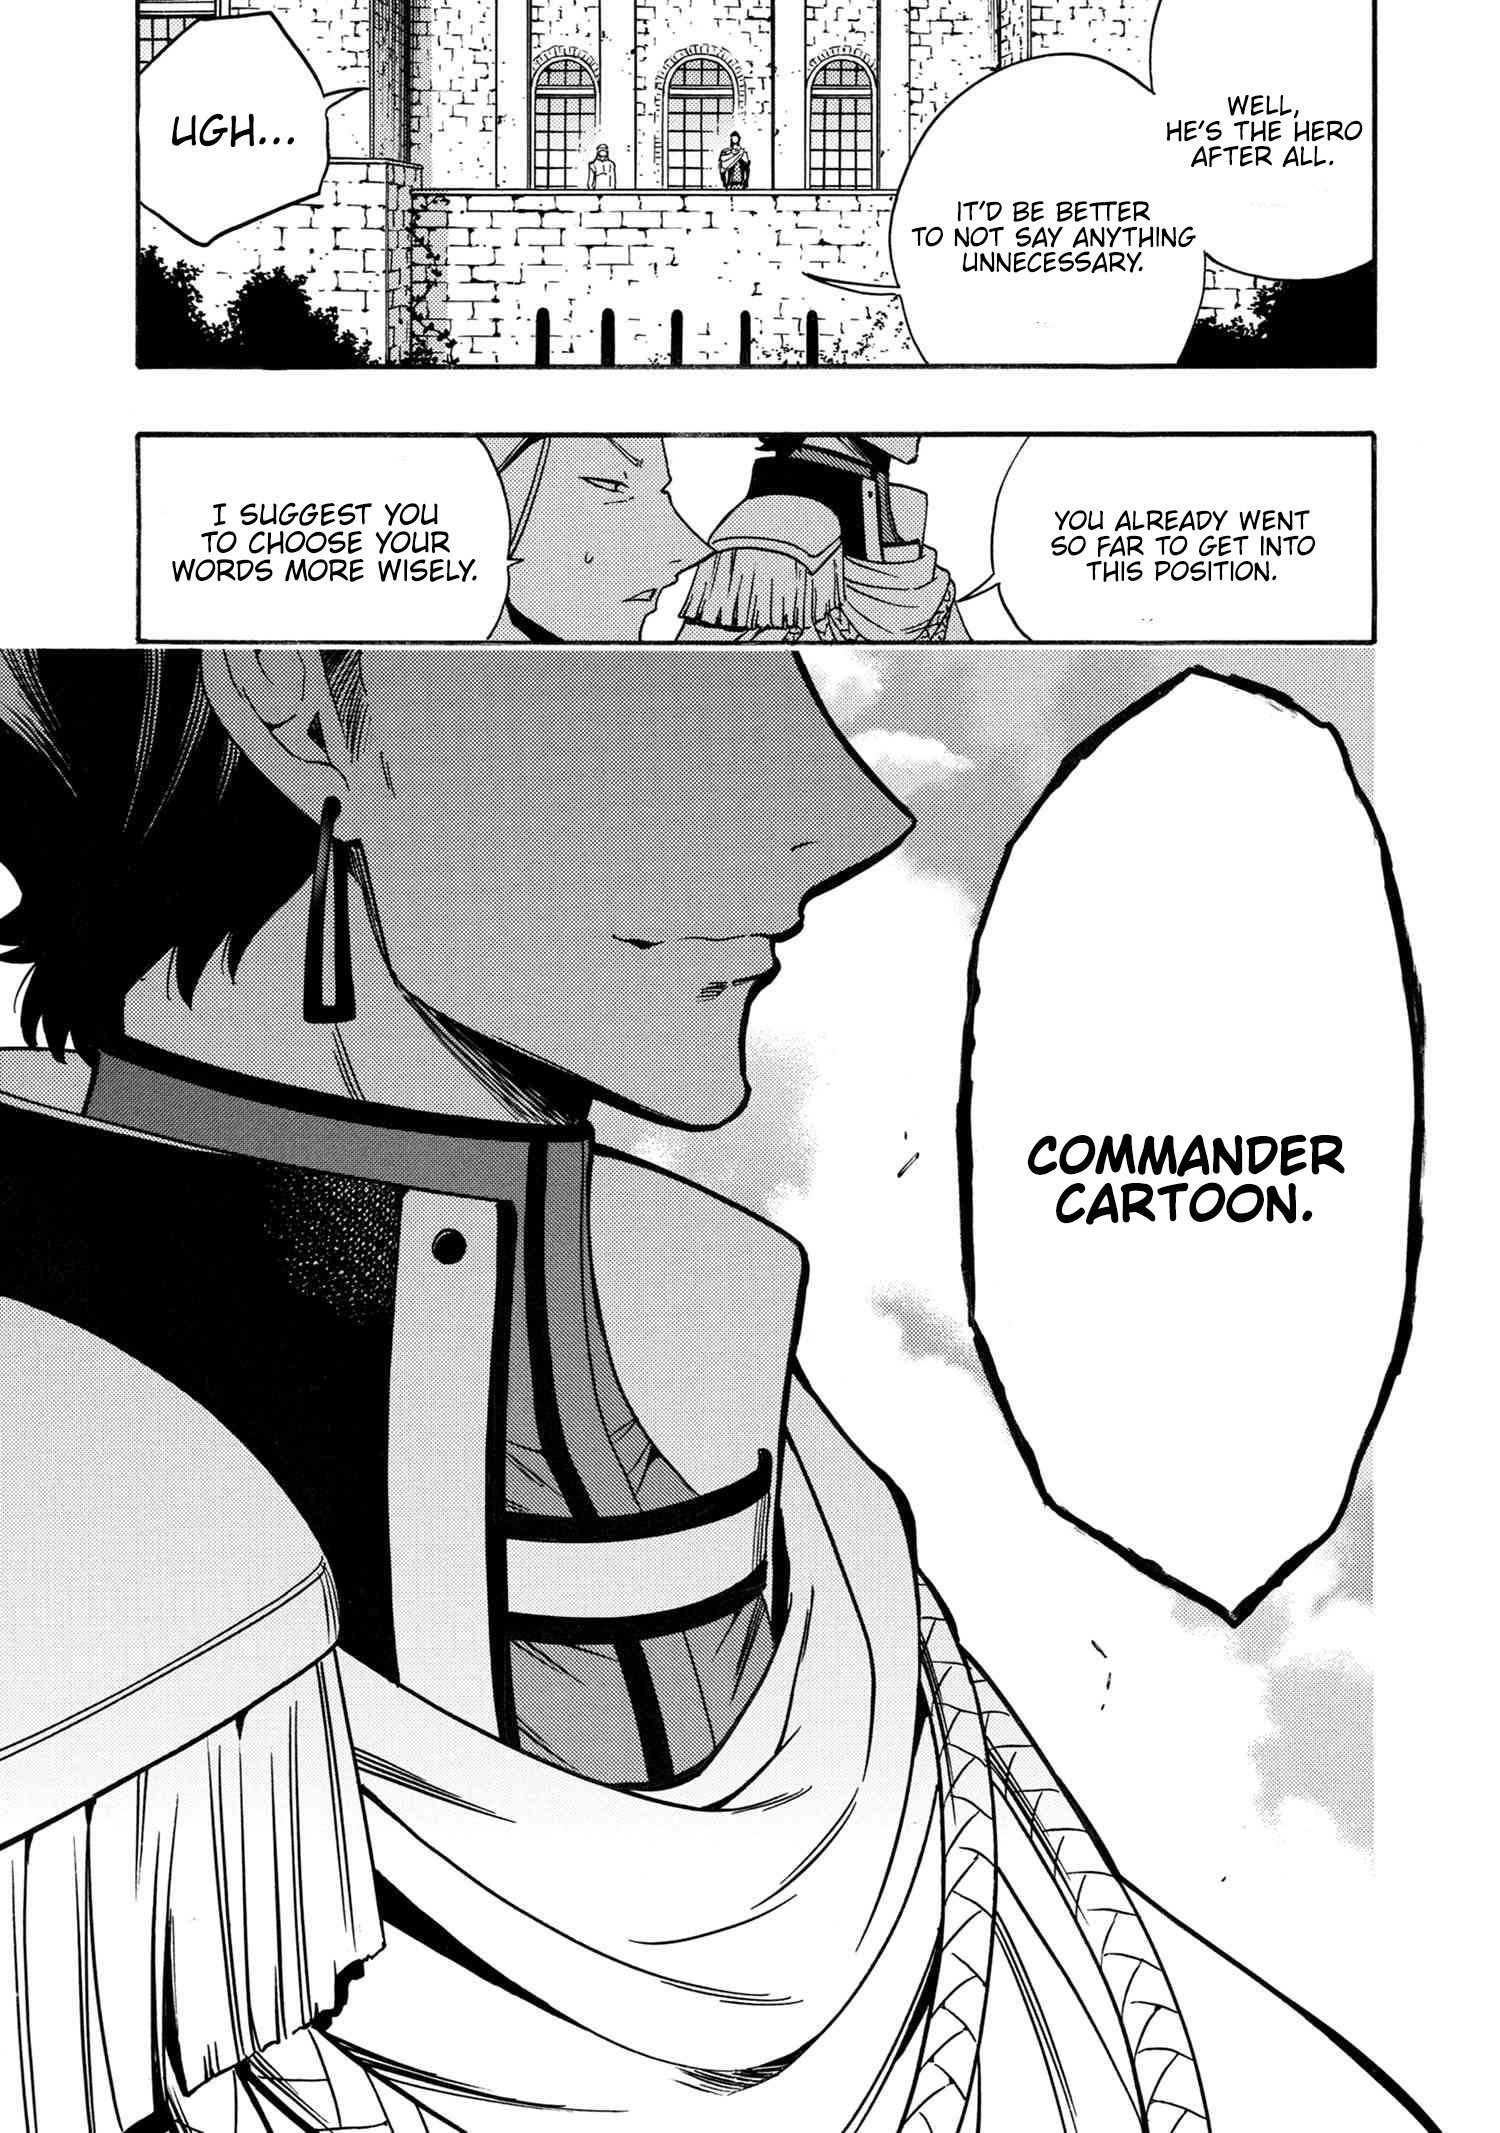 WELL,
HE'S THE HERO
AFTER ALL.
IT'D BE BETTER
TO NOT SAY ANYTHING
UNNECESSARY.
UGH...
YOU ALREADY WENT
SO FAR TO GET INTO
THIS POSITION.
I SUGGEST YOU
TO CHOOSE YOUR
WORDS MORE WISELY.
COMMANDER
CARTOON.